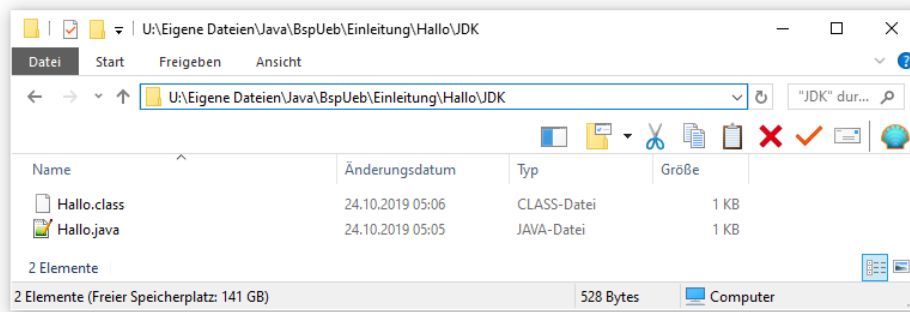 U:\Eigene Dateien\Java\BspUeb\Einleitung\Hallo\JDK
Datei Start Freigeben Ansicht
U:\Eigene Dateien\Java\BspUeb\Einleitung\Hallo\JDK "JDK" dur...
Name Änderungsdatum Typ Größe
Hallo.class 24.10.2019 05:06 CLASS-Datei 1 KB
Hallo.java 24.10.2019 05:05 JAVA-Datei 1 KB
2 Elemente
2 Elemente (Freier Speicherplatz: 141 GB) 528 Bytes Computer